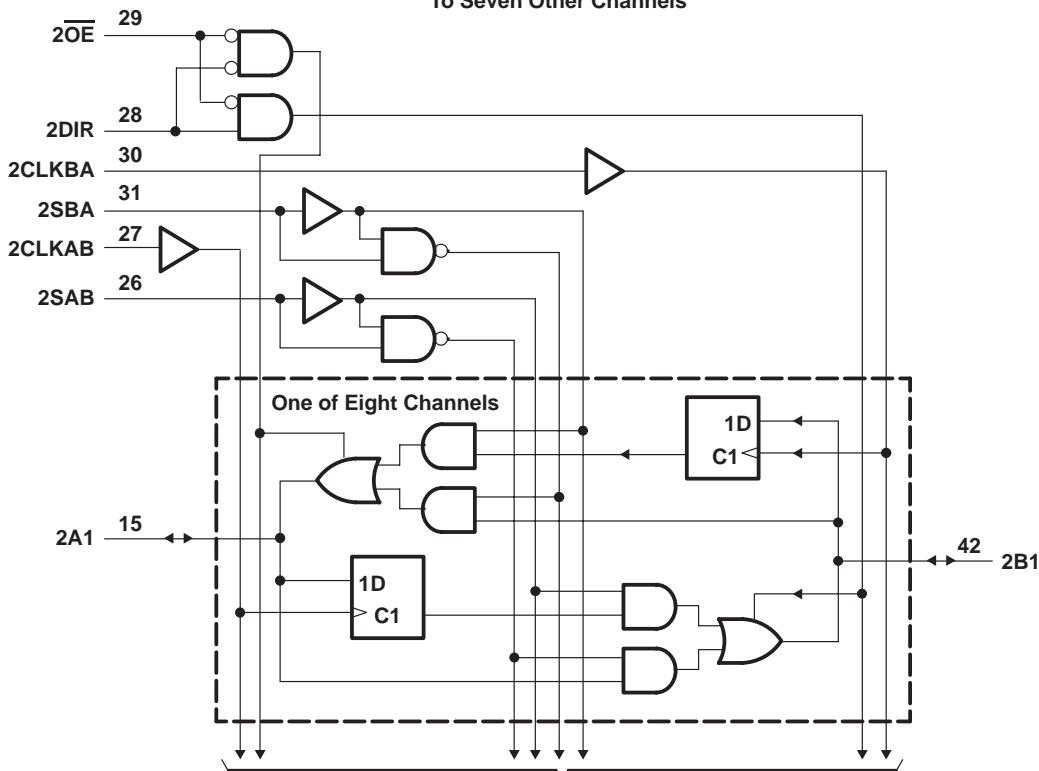 To Seven Other Channels
2OE 29
2DIR 28
2CLKBA 30
2SBA 31
2CLKAB 27
2SAB 26
One of Eight Channels
1D
C1
2A1 15
42 2B1
1D
C1